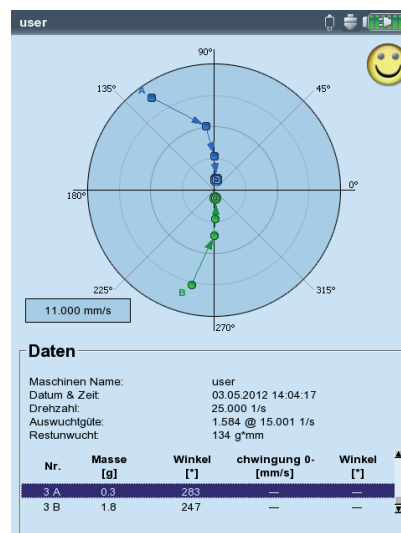 user
90°
135°
A
45°
180°
0°
225°
B
315°
11.000 mm/s
270°
Daten
Maschinen Name: user
Datum & Zeit: 03.05.2012 14:04:17
Drehzahl: 25.000 1/s
Auswuchtgüte: 1.584 @ 15.001 1/s
Restunwucht: 134 g*mm
Nr. Masse Winkel chwingung 0- Winkel
[g] [°] [mm/s] [°]
3 A 0.3 283 — —
3 B 1.8 247 — —